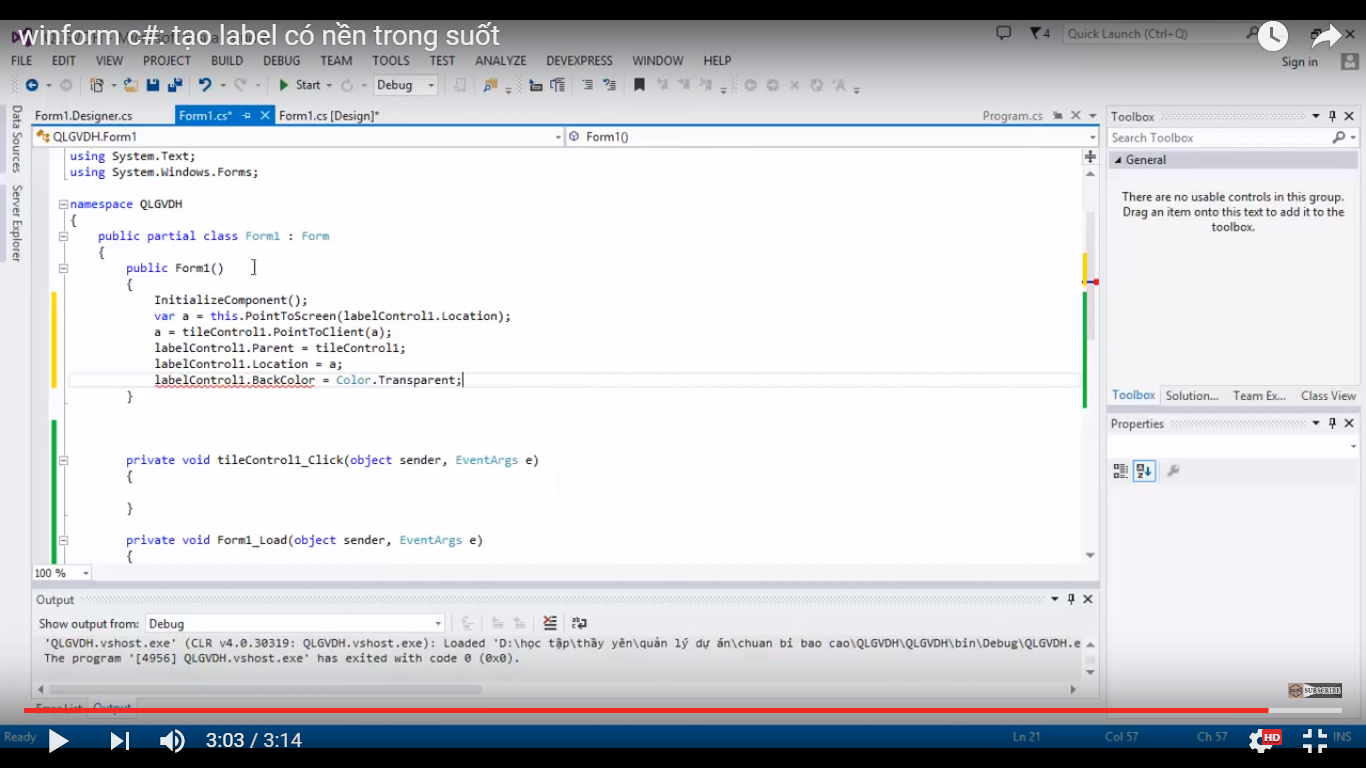 winform c#: tạo label có nền trong suốt
4
Quick Launch (Ctrl+Q)
FILE EDIT VIEW PROJECT BUILD DEBUG TEAM TOOLS TEST ANALYZE DEVEXPRESS WINDOW HELP
Sign in
Start Debug
Form1.Designer.cs Form1.cs* Form1.cs [Design]* Program.cs
QLGVDH.Form1 Form1()
Data Sources
Server Explorer
using System.Text;
using System.Windows.Forms;
namespace QLGVDH
{
public partial class Form1 : Form
{
public Form1()
{
InitializeComponent();
var a = this.PointToScreen(labelControl1.Location);
a = tileControl1.PointToClient(a);
labelControl1.Parent = tileControl1;
labelControl1.Location = a;
labelControl1.BackColor = Color.Transparent;
}
private void tileControl1_Click(object sender, EventArgs e)
{
}
private void Form1_Load(object sender, EventArgs e)
{
100 %
Toolbox
Search Toolbox
General
There are no usable controls in this group.
Drag an item onto this text to add it to the
toolbox.
Toolbox Solution... Team Ex... Class View
Properties
Output
Show output from: Debug
'QLGVDH.vshost.exe' (CLR v4.0.30319: QLGVDH.vshost.exe): Loaded 'D:\học tập\thầy yên\quản lý dự án\chuan bi bao cao\QLGVDH\QLGVDH\bin\Debug\QLGVDH.e
The program '[4956] QLGVDH.vshost.exe' has exited with code 0 (0x0).
SUBSCRIBE
Error List Output
Ready Ln 21 Col 57 Ch 57 INS
3:03 / 3:14
HD